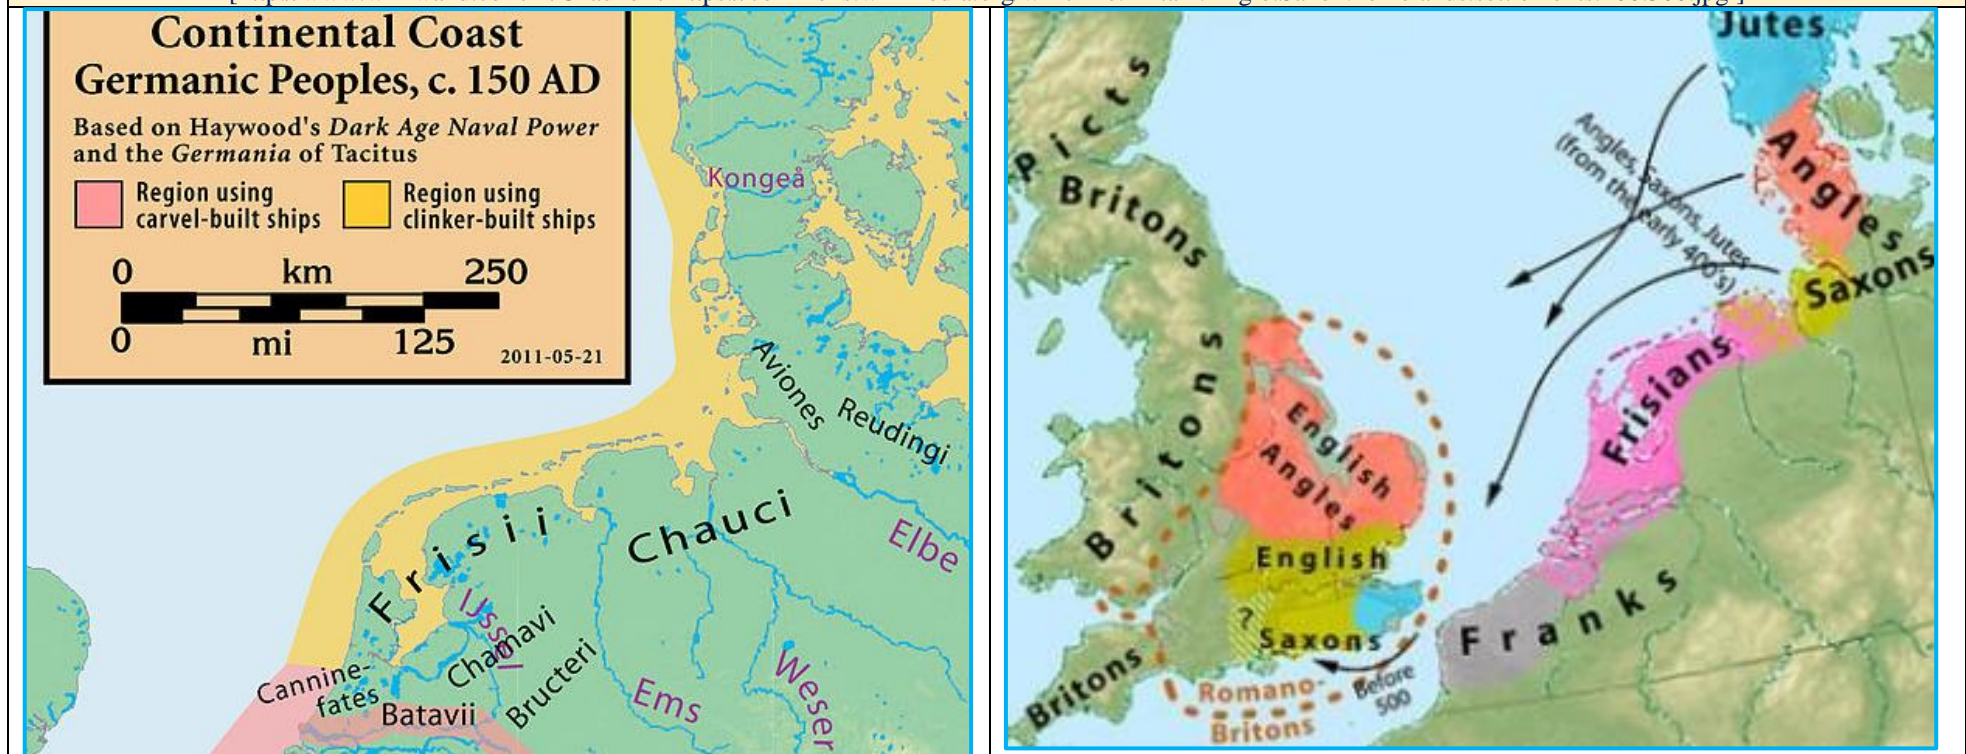 Continental Coast
Germanic Peoples, c. 150 AD
Based on Haywood's Dark Age Naval Power
and the Germania of Tacitus
Region using
carvel-built ships
Region using
clinker-built ships
0 km 250
0 mi 125
2011-05-21
Kongeå
Aviones
Reudingi
Elbe
Chauci
Frisii
IJssel
Chamavi
Bructeri
Ems
Weser
Cannine-
fates
Batavii
Jutes
Picts
Britons
Angles
Angles, Saxons, Jutes
(from the early 400's)
Saxons
Frisians
Britons
English
Angles
English
Britons
English
?
Saxons
Franks
Britons
Before
500
Romano-
Britons